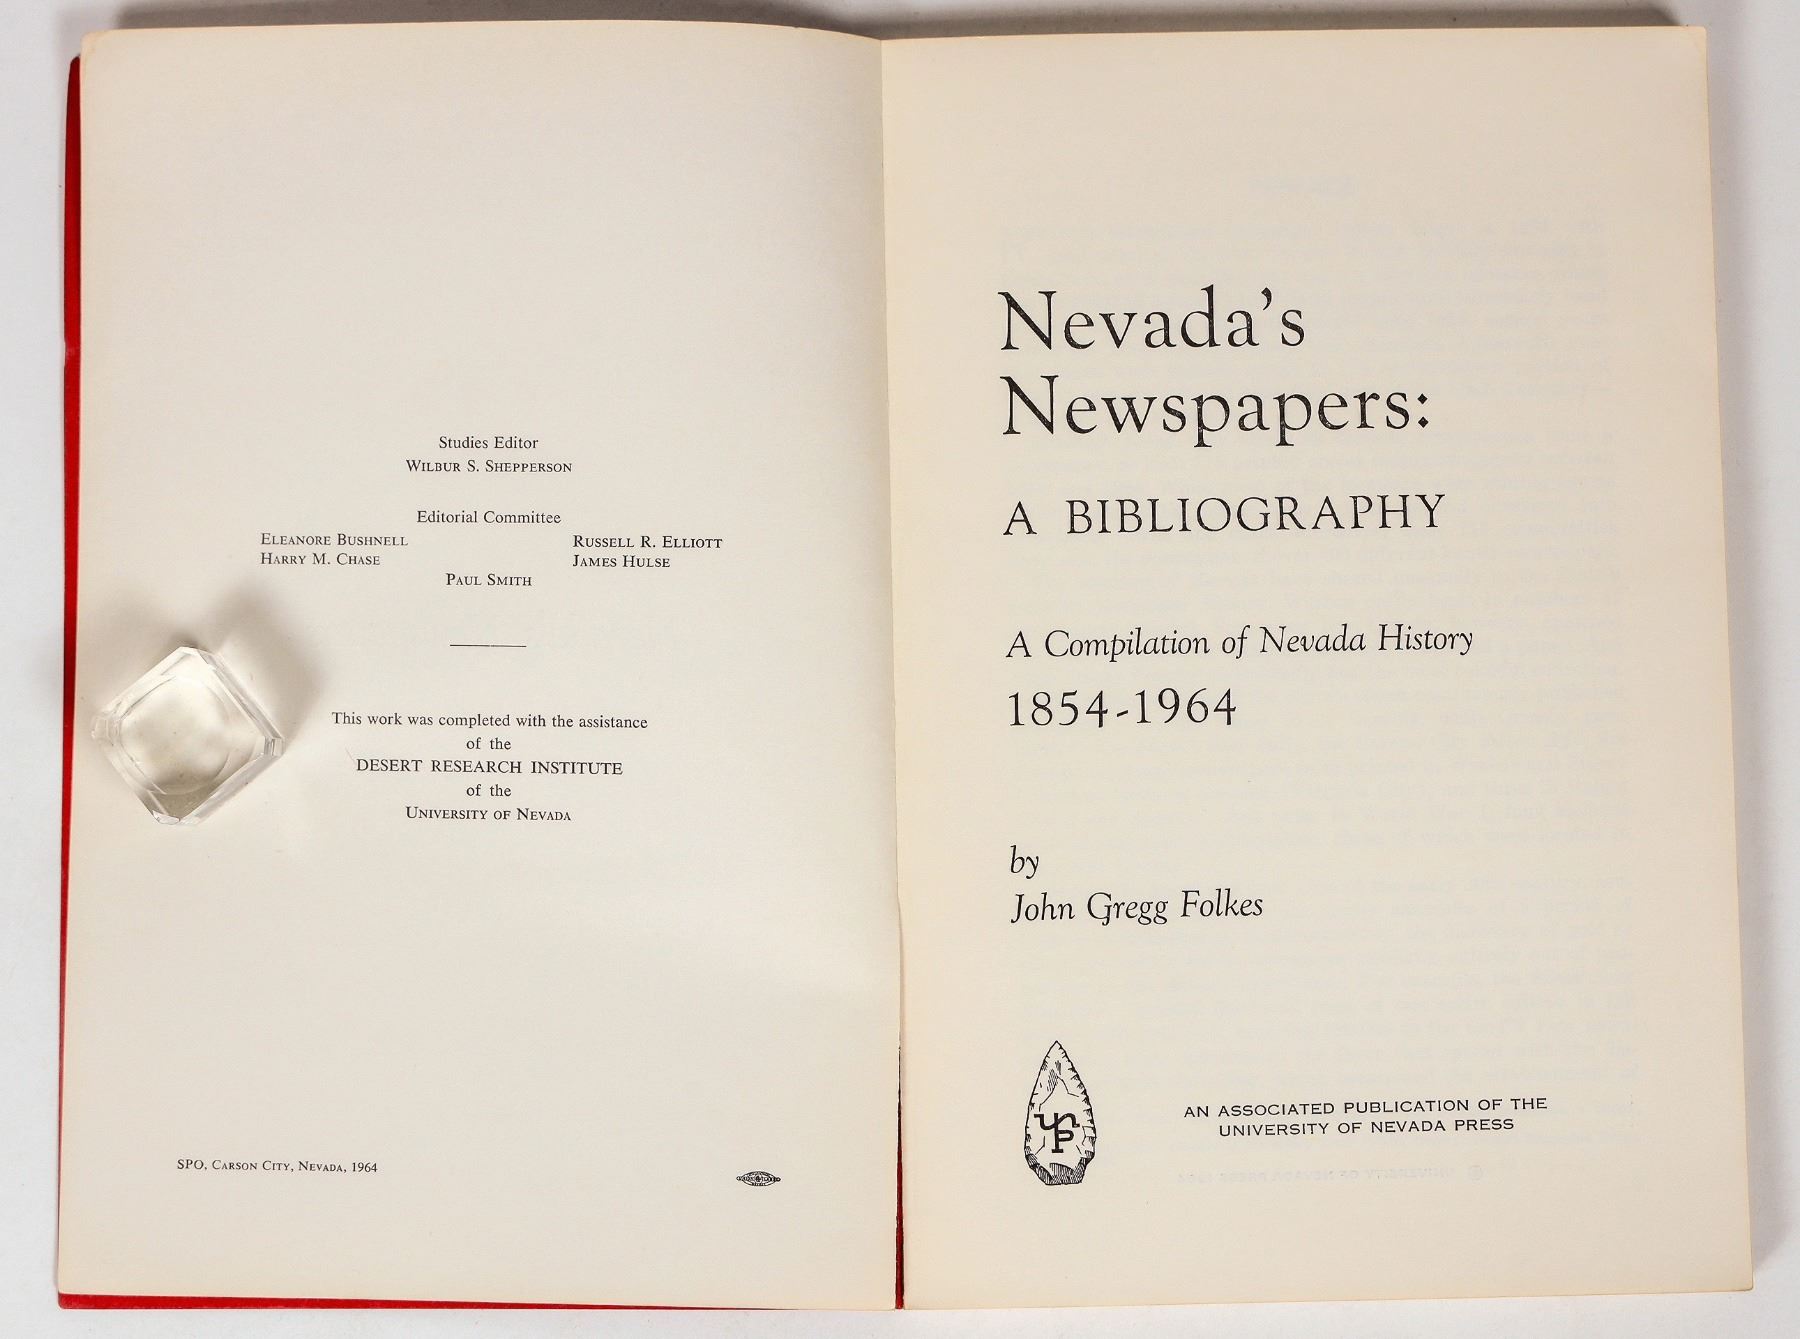 Studies Editor
WILBUR S. SHEPPERSON
Editorial Committee
ELEANORE BUSHNELL
HARRY M. CHASE
RUSSELL R. ELLIOTT
JAMES HULSE
PAUL SMITH
This work was completed with the assistance
of the
DESERT RESEARCH INSTITUTE
of the
UNIVERSITY OF NEVADA
SPO, CARSON CITY, NEVADA, 1964
Nevada's
Newspapers:
A BIBLIOGRAPHY
A Compilation of Nevada History
1854-1964
by
John Gregg Folkes
UNP
AN ASSOCIATED PUBLICATION OF THE
UNIVERSITY OF NEVADA PRESS